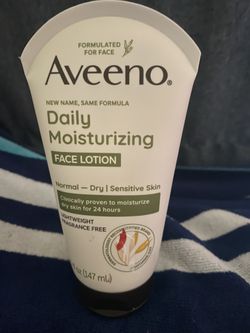 FORMULATED
FOR FACE
Aveeno®
NEW NAME, SAME FORMULA
Daily
Moisturizing
FACE LOTION
Normal — Dry | Sensitive Skin
Clinically proven to moisturize
dry skin for 24 hours
LIGHTWEIGHT
FRAGRANCE FREE
(147 mL)